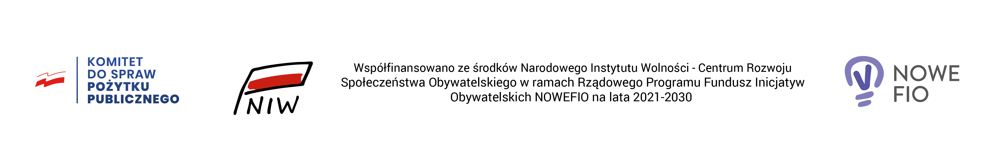 KOMITET
DO SPRAW
POŻYTKU
PUBLICZNEGO
NIW
Współfinansowano ze środków Narodowego Instytutu Wolności - Centrum Rozwoju
Społeczeństwa Obywatelskiego w ramach Rządowego Programu Fundusz Inicjatyw
Obywatelskich NOWEFIO na lata 2021-2030
NOWE
FIO